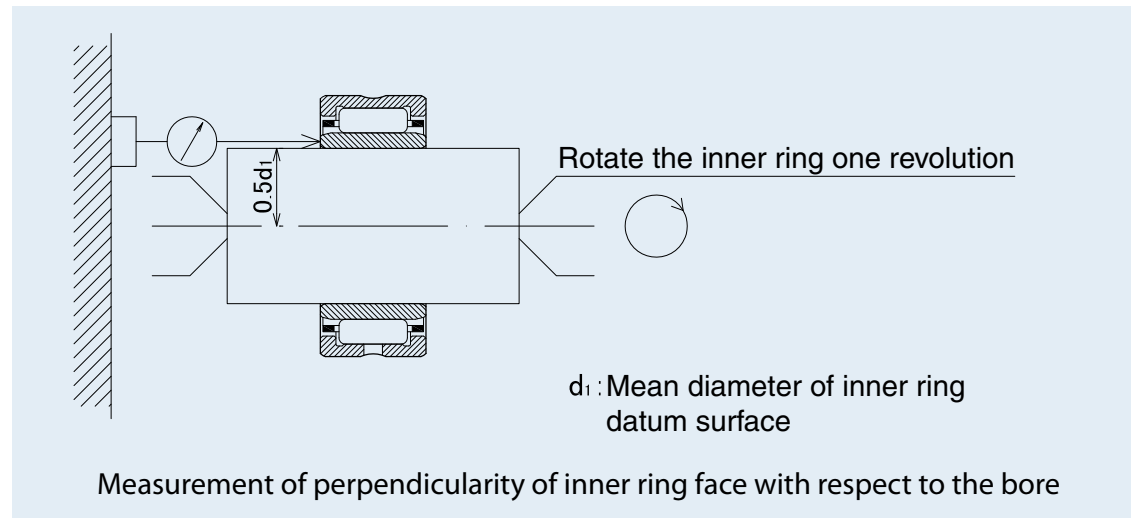 0.5d₁
Rotate the inner ring one revolution
d₁ : Mean diameter of inner ring
datum surface
Measurement of perpendicularity of inner ring face with respect to the bore